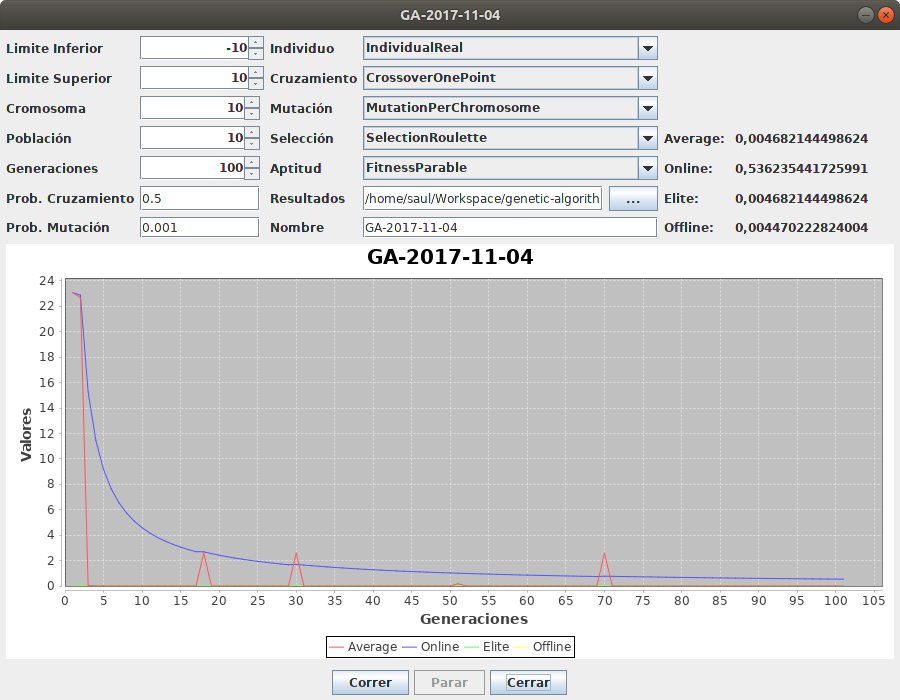 GA-2017-11-04
Limite Inferior -10 Individuo IndividualReal
Limite Superior 10 Cruzamiento CrossoverOnePoint
Cromosoma 10 Mutación MutationPerChromosome
Población 10 Selección SelectionRoulette Average: 0,004682144498624
Generaciones 100 Aptitud FitnessParable Online: 0,536235441725991
Prob. Cruzamiento 0.5 Resultados /home/saul/Workspace/genetic-algorith ... Elite: 0,004682144498624
Prob. Mutación 0.001 Nombre GA-2017-11-04 Offline: 0,004470222824004
GA-2017-11-04
24
22
20
18
16
14
12
10
8
6
4
2
0
Valores
0 5 10 15 20 25 30 35 40 45 50 55 60 65 70 75 80 85 90 95 100 105
Generaciones
Average Online Elite Offline
Correr Parar Cerrar